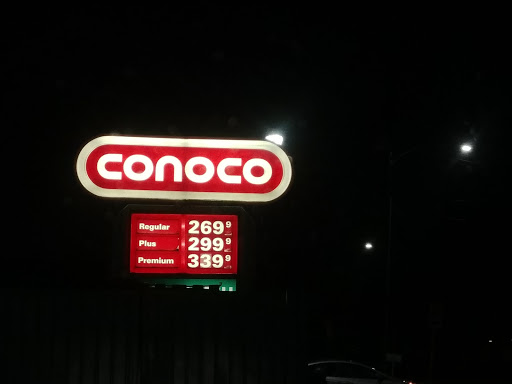 CONOCO
Regular 269 9
Plus 299 9
Premium 339 9